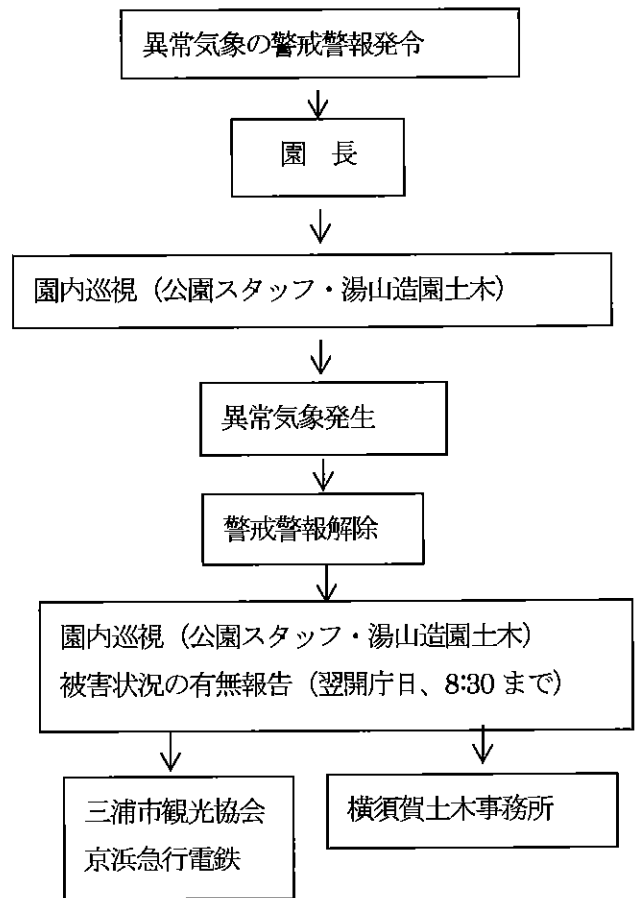 異常気象の警戒警報発令
園　長
園内巡視（公園スタッフ・湯山造園土木）
異常気象発生
警戒警報解除
園内巡視（公園スタッフ・湯山造園土木）
被害状況の有無報告（翌開庁日、8:30 まで）
三浦市観光協会
京浜急行電鉄
横須賀土木事務所